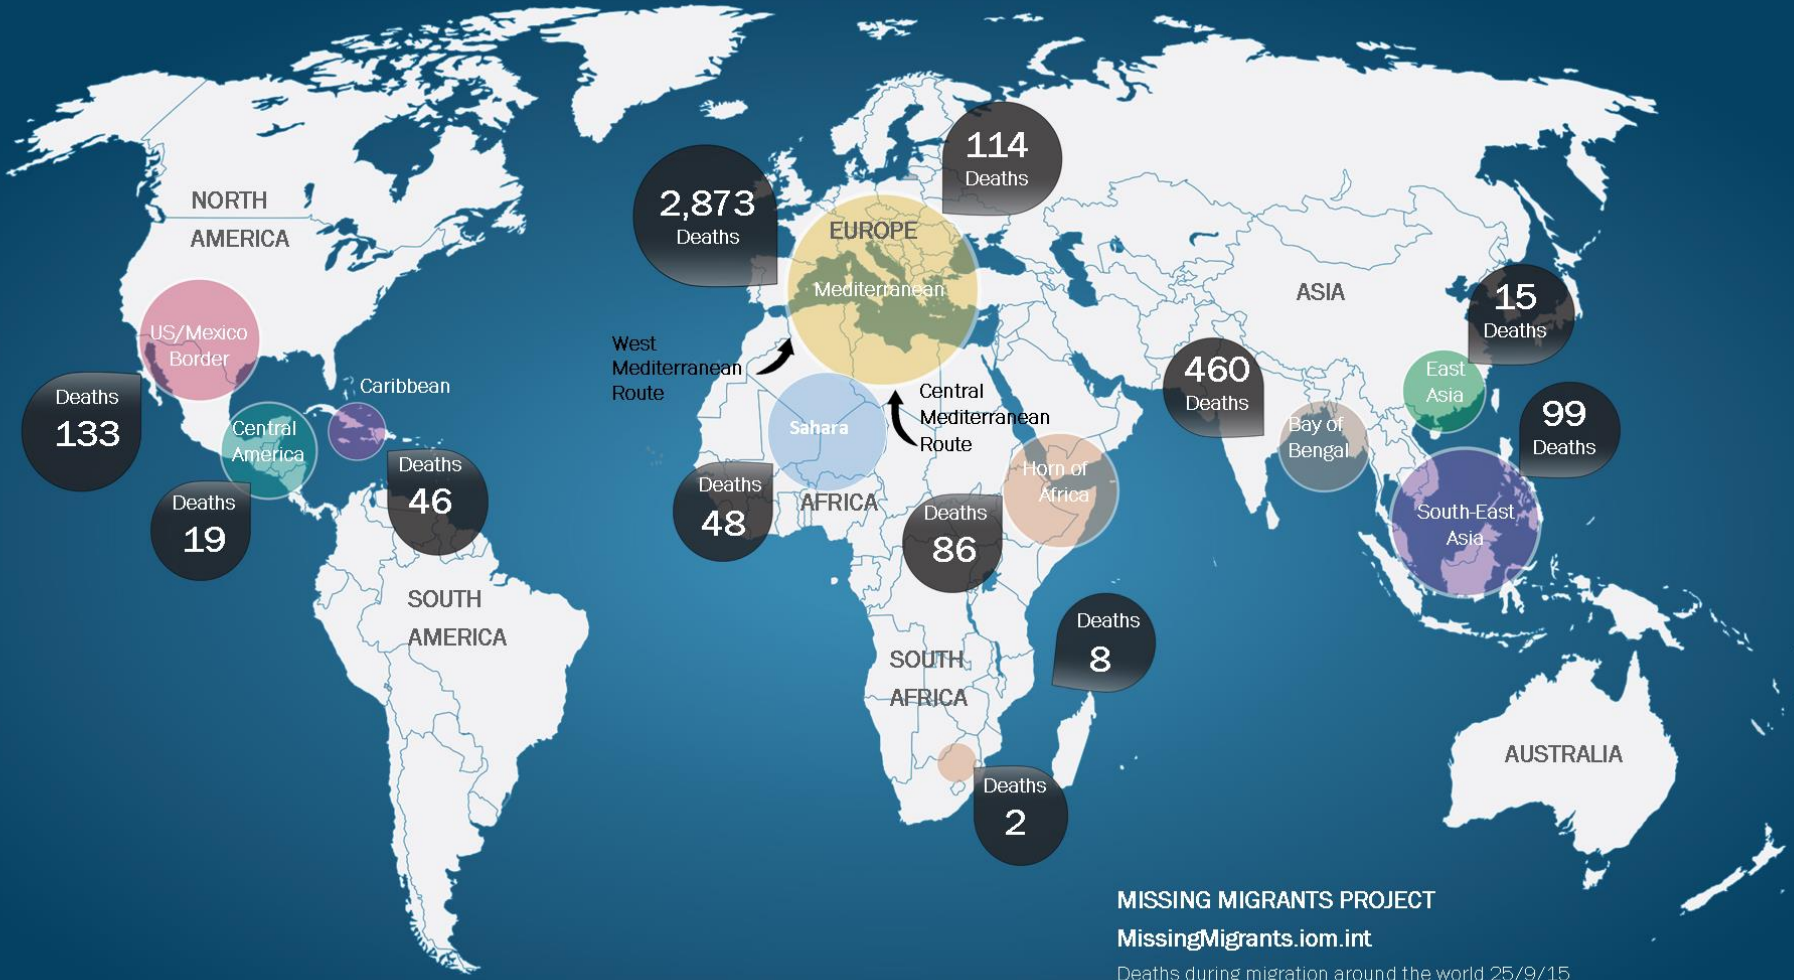 NORTH
AMERICA
US/Mexico
Border
Deaths
133
Central
America
Deaths
19
Caribbean
Deaths
46
SOUTH
AMERICA
2,873
Deaths
114
Deaths
EUROPE
Mediterranean
West
Mediterranean
Route
Central
Mediterranean
Route
Sahara
Deaths
48
AFRICA
Horn of
Africa
Deaths
86
SOUTH
AFRICA
Deaths
8
Deaths
2
ASIA
460
Deaths
Bay of
Bengal
15
Deaths
East
Asia
99
Deaths
South-East
Asia
AUSTRALIA
MISSING MIGRANTS PROJECT
MissingMigrants.iom.int
Deaths during migration around the world 25/9/15